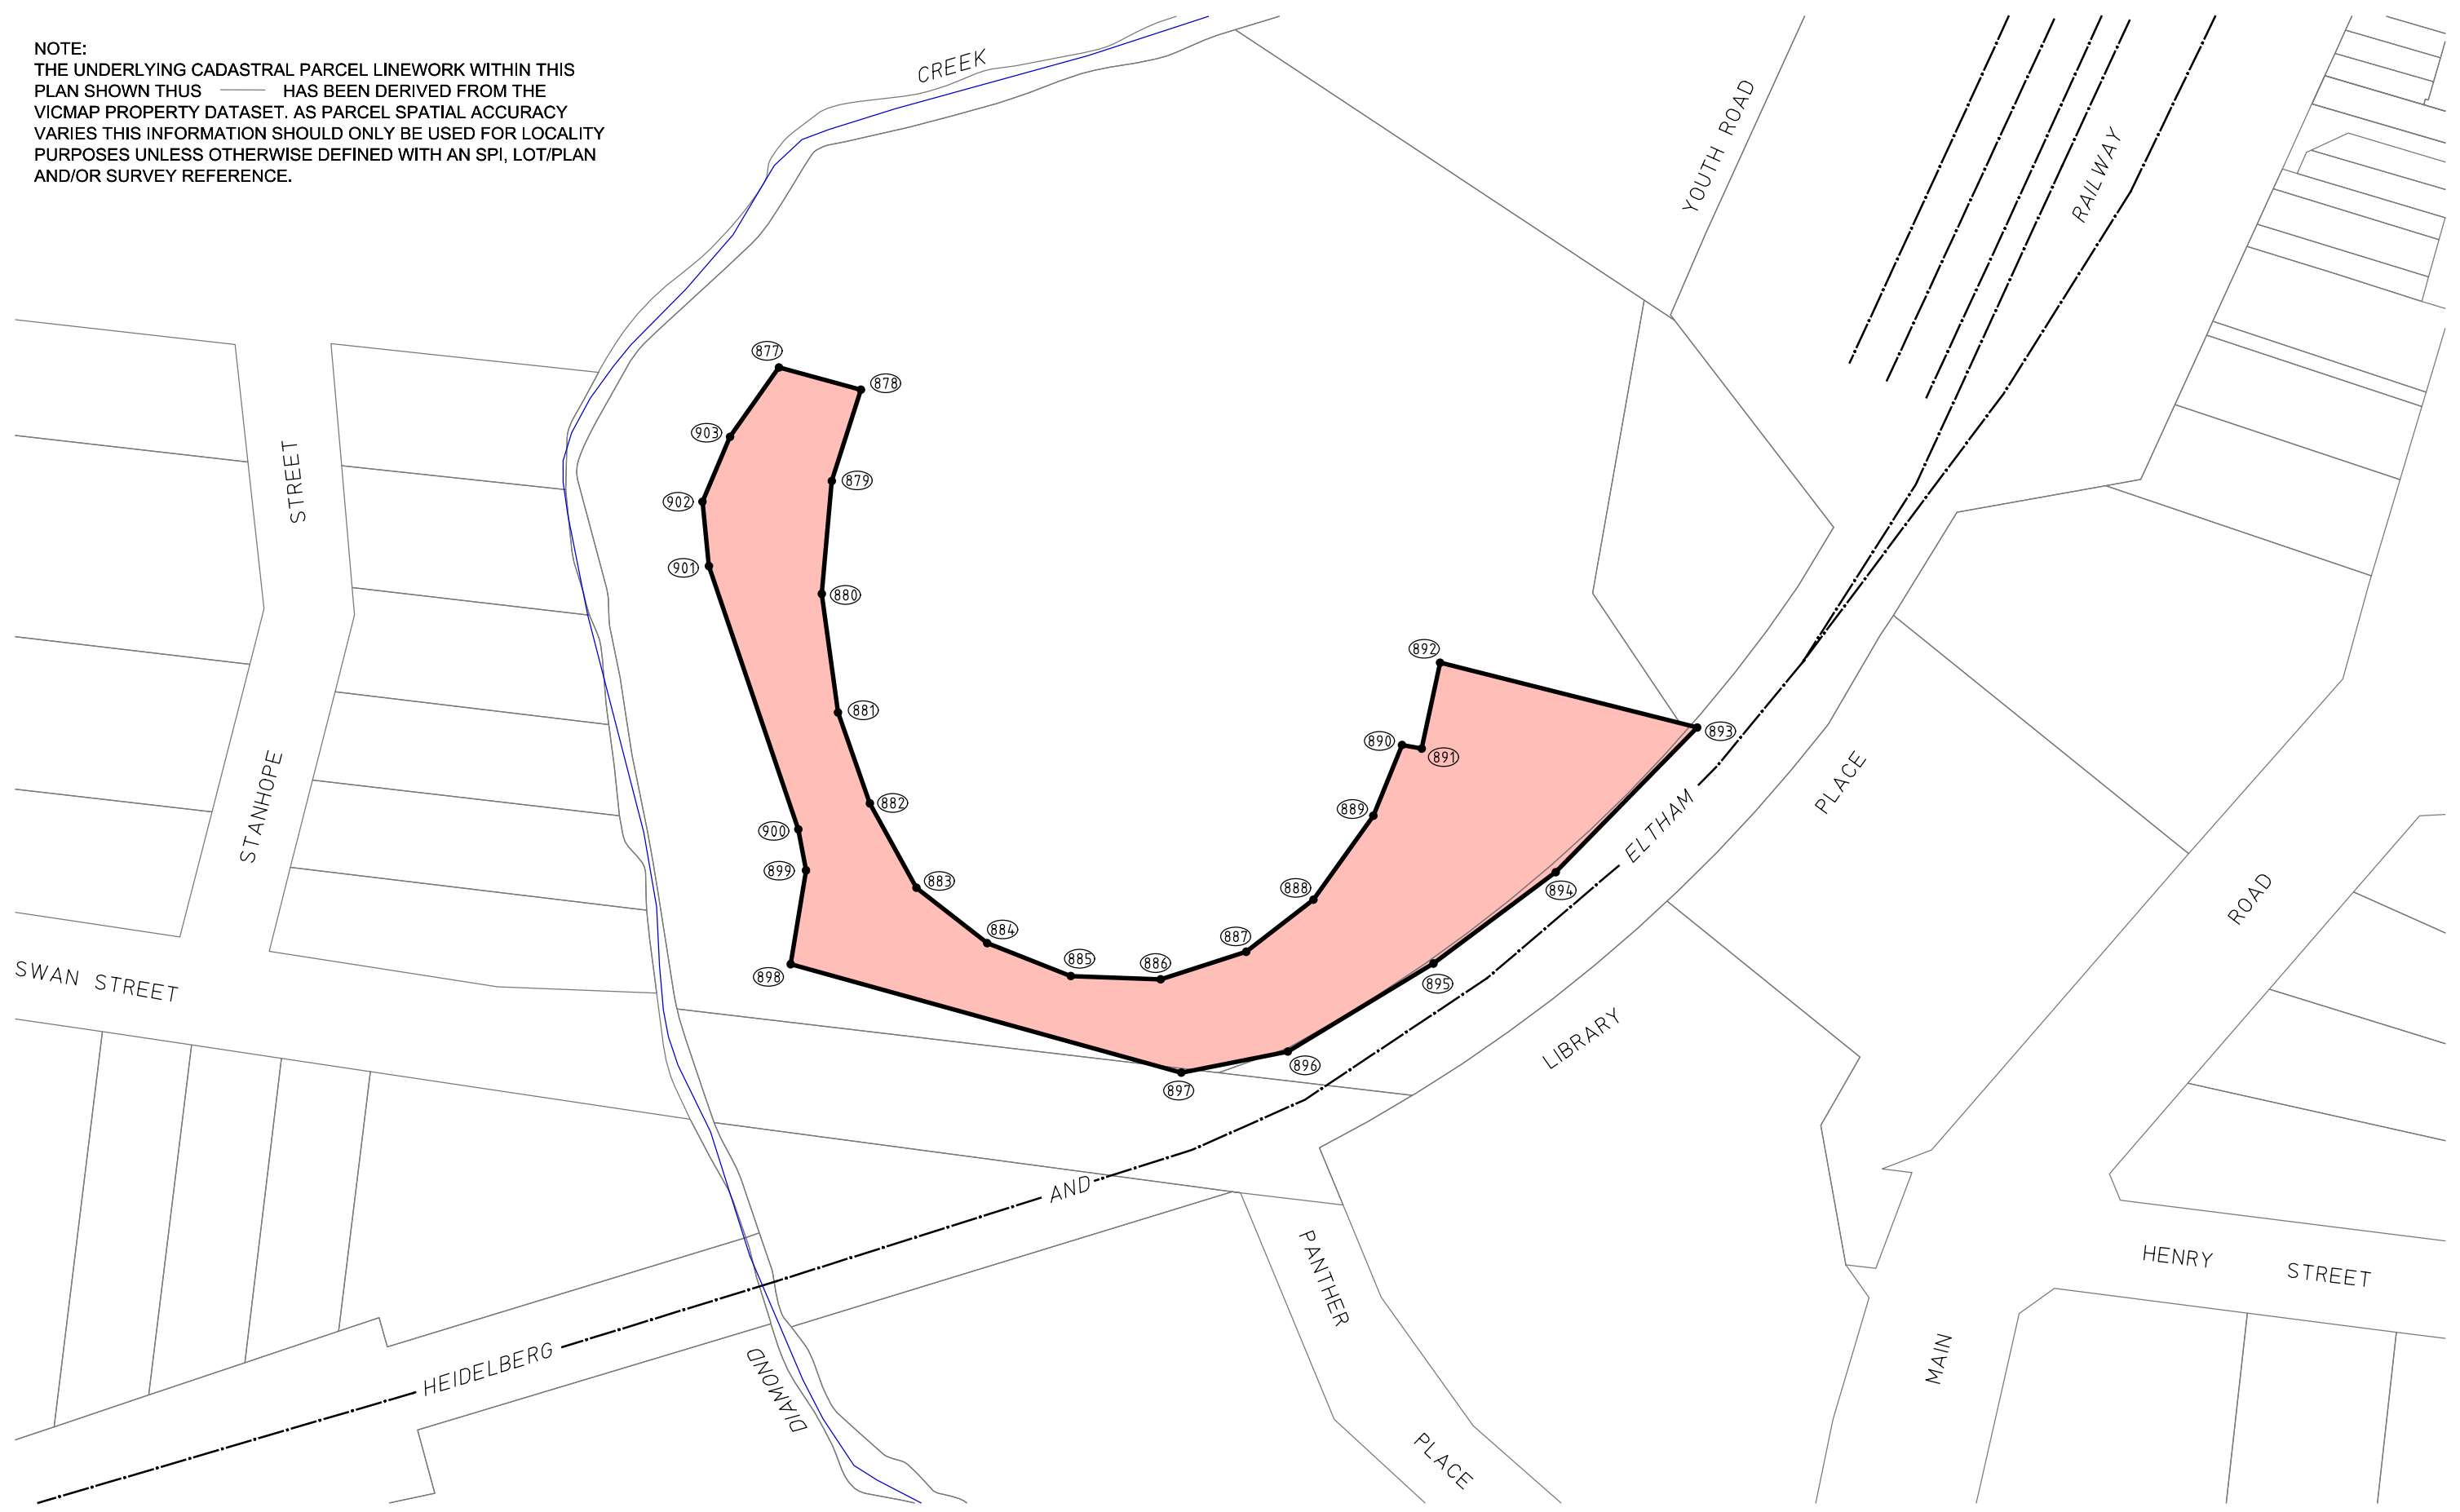 NOTE:
THE UNDERLYING CADASTRAL PARCEL LINEWORK WITHIN THIS
PLAN SHOWN THUS HAS BEEN DERIVED FROM THE
VICMAP PROPERTY DATASET. AS PARCEL SPATIAL ACCURACY
VARIES THIS INFORMATION SHOULD ONLY BE USED FOR LOCALITY
PURPOSES UNLESS OTHERWISE DEFINED WITH AN SPI, LOT/PLAN
AND/OR SURVEY REFERENCE.
CREEK
YOUTH ROAD
RAILWAY
877
878
903
STREET
879
902
901
880
892
881
893
890
891
PLACE
STANHOPE
882
889
ELTHAM
900
899
883
888
894
ROAD
884
887
898
885
886
895
SWAN STREET
LIBRARY
896
897
AND
PANTHER
HENRY STREET
HEIDELBERG
DIAMOND
MAIN
PLACE